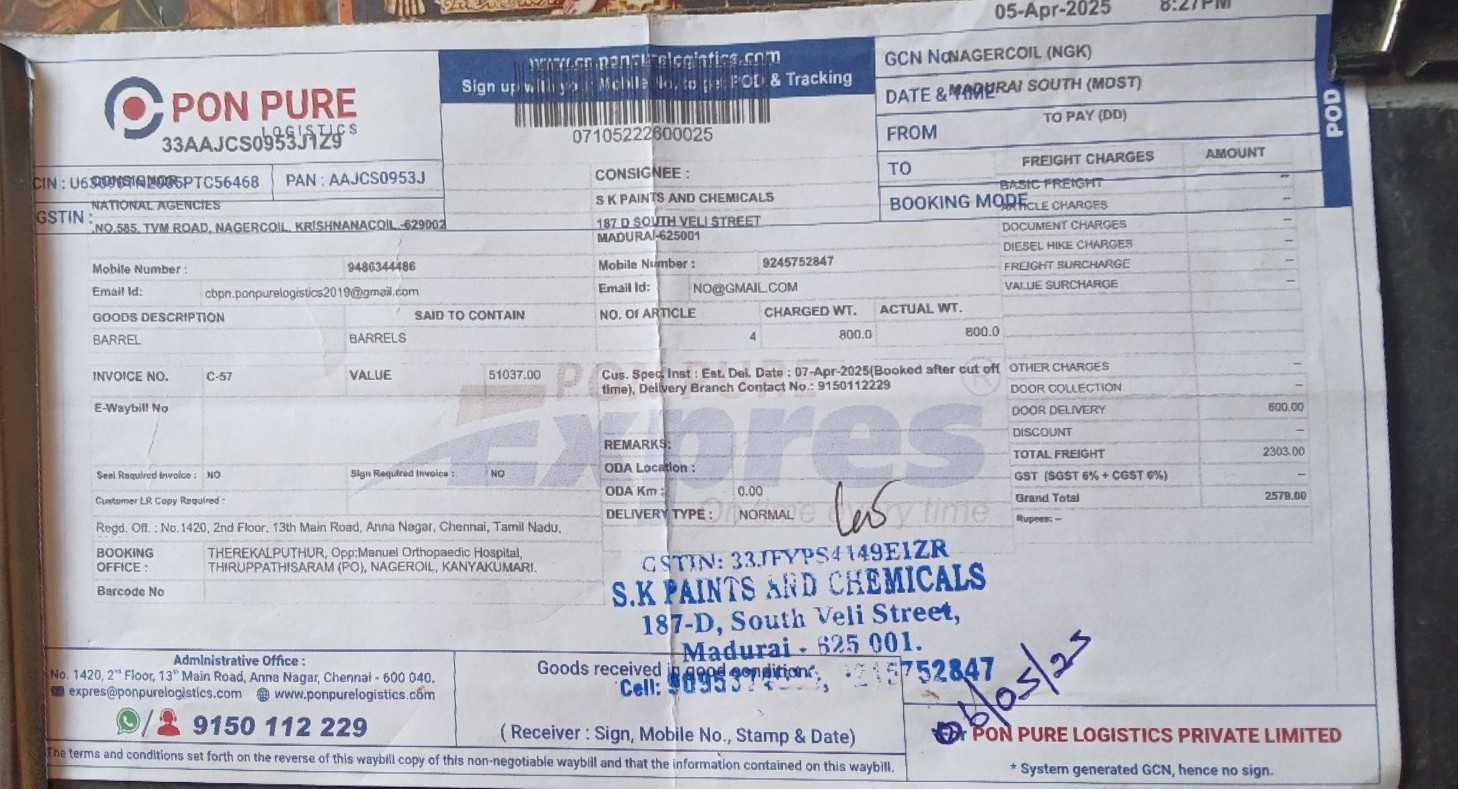 05-Apr-2025 8:27PM
PON PURE
LOGISTICS
33AAJCS0953J1Z9
www.cn.ponpurelogistics.com
Sign up with your Mobile No. to get POD & Tracking
07105222600025
GCN No NAGERCOIL (NGK)
DATE & TIME MADURAI SOUTH (MDST)
TO PAY (DD)
FROM
TO
BOOKING MODE
POD
CIN : PTC56468
PAN : AAJCS0953J
GSTIN :
CONSIGNOR
NATIONAL AGENCIES
NO.585, TVM ROAD, NAGERCOIL, KRISHNANACOIL -629002
Mobile Number : 9486344486
Email Id: cbpn.ponpurelogistics2019@gmail.com
CONSIGNEE :
S K PAINTS AND CHEMICALS
187 D SOUTH VELI STREET
MADURAI-625001
Mobile Number : 9245752847
Email Id: NO@GMAIL.COM
FREIGHT CHARGES AMOUNT
BASIC FREIGHT –
ARTICLE CHARGES –
DOCUMENT CHARGES –
DIESEL HIKE CHARGES –
FREIGHT SURCHARGE –
VALUE SURCHARGE –
GOODS DESCRIPTION SAID TO CONTAIN NO. Of ARTICLE CHARGED WT. ACTUAL WT.
BARREL BARRELS 4 800.0 800.0
INVOICE NO. C-57 VALUE 51037.00
Cus. Spec. Inst : Est. Del. Date : 07-Apr-2025(Booked after cut off
time), Delivery Branch Contact No.: 9150112229
PON PURE
Expres
On time every time
OTHER CHARGES –
DOOR COLLECTION –
DOOR DELIVERY 600.00
DISCOUNT –
TOTAL FREIGHT 2303.00
GST (SGST 6% + CGST 6%) –
Grand Total 2579.00
Rupees: –
E-Waybill No
REMARKS:
Seal Required Invoice : NO Sign Required Invoice : NO
ODA Location :
Customer LR Copy Required :
ODA Km : 0.00
DELIVERY TYPE : NORMAL
Regd. Off. : No.1420, 2nd Floor, 13th Main Road, Anna Nagar, Chennai, Tamil Nadu,
BOOKING OFFICE : THEREKALPUTHUR, Opp:Manuel Orthopaedic Hospital,
THIRUPPATHISARAM (PO), NAGEROIL, KANYAKUMARI.
Barcode No
GSTIN: 33JFYPS4149E1ZR
S.K PAINTS AND CHEMICALS
187-D, South Veli Street,
Madurai - 625 001.
Goods received in good condition
Cell: 752847
06/05/25
Administrative Office :
No. 1420, 2nd Floor, 13th Main Road, Anna Nagar, Chennai - 600 040.
expres@ponpurelogistics.com www.ponpurelogistics.com
9150 112 229
( Receiver : Sign, Mobile No., Stamp & Date)
For PON PURE LOGISTICS PRIVATE LIMITED
* System generated GCN, hence no sign.
The terms and conditions set forth on the reverse of this waybill copy of this non-negotiable waybill and that the information contained on this waybill.